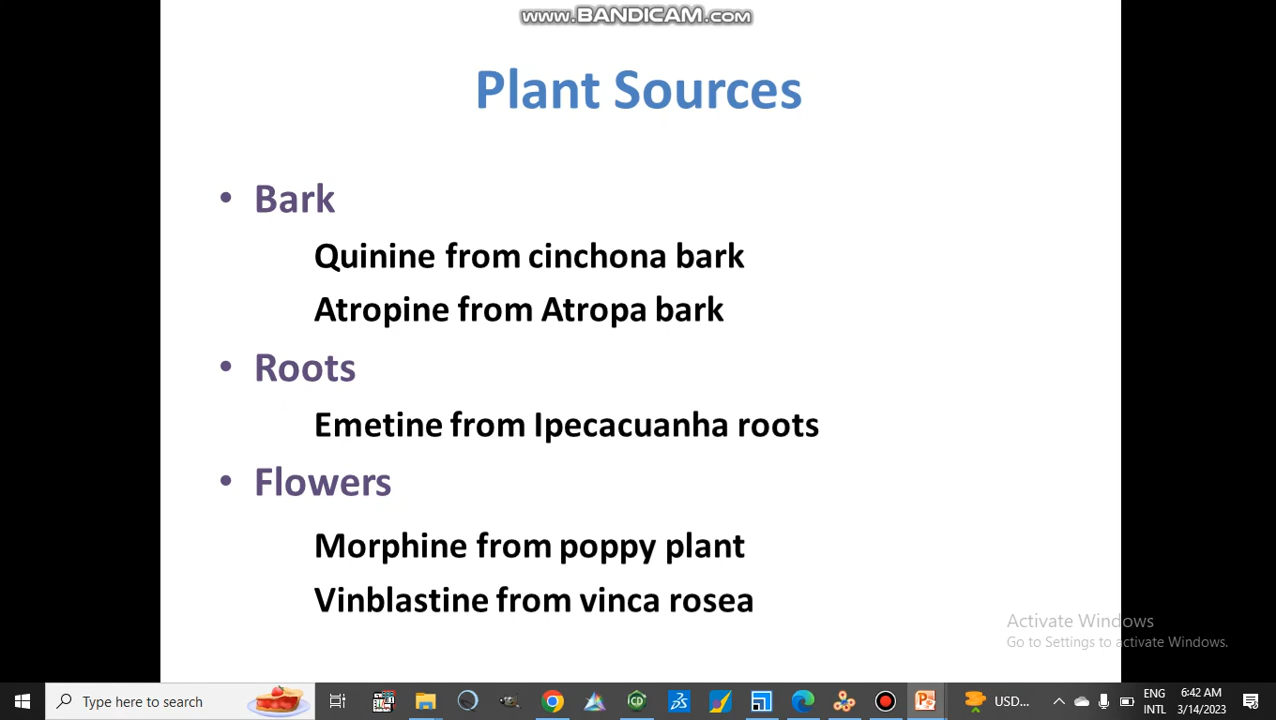 www.BANDICAM.com
Plant Sources
• Bark
Quinine from cinchona bark
Atropine from Atropa bark
• Roots
Emetine from Ipecacuanha roots
• Flowers
Morphine from poppy plant
Vinblastine from vinca rosea
Activate Windows
Go to Settings to activate Windows.
Type here to search
USD...
ENG
INTL
6:42 AM
3/14/2023